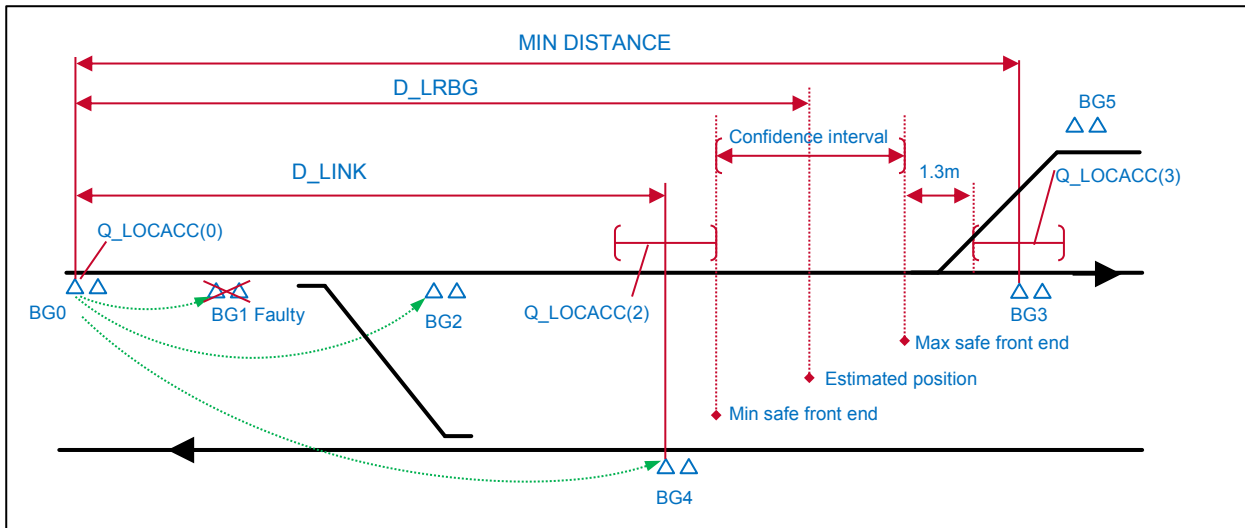 MIN DISTANCE
D_LRBG
BG5
Confidence interval
D_LINK
1.3m
Q_LOCACC(3)
Q_LOCACC(0)
BG0
BG1 Faulty
BG2
Q_LOCACC(2)
BG3
Max safe front end
Estimated position
Min safe front end
BG4